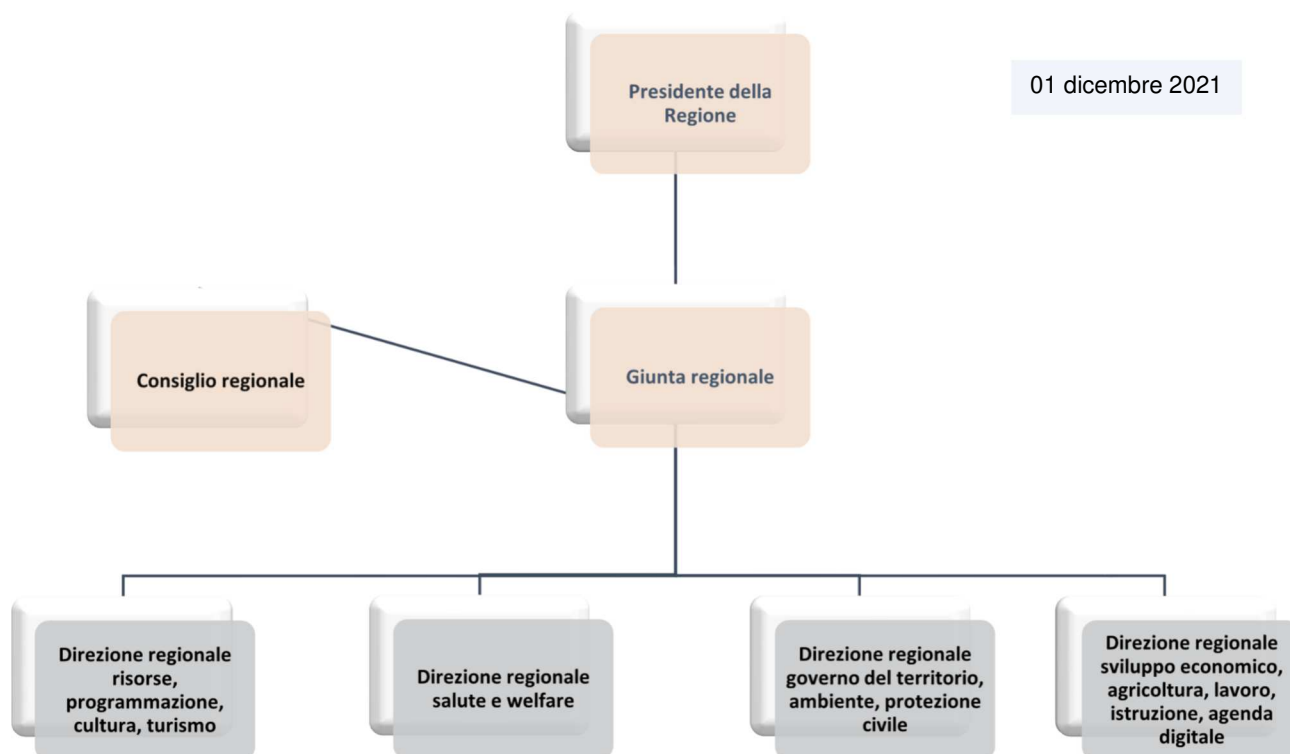 Presidente della
Regione
01 dicembre 2021
Consiglio regionale
Giunta regionale
Direzione regionale
risorse,
programmazione,
cultura, turismo
Direzione regionale
salute e welfare
Direzione regionale
governo del territorio,
ambiente, protezione
civile
Direzione regionale
sviluppo economico,
agricoltura, lavoro,
istruzione, agenda
digitale